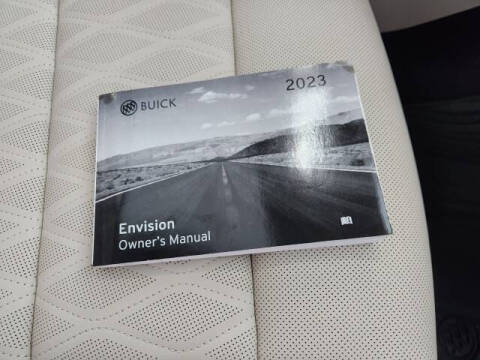 BUICK
2023
Envision
Owner's Manual